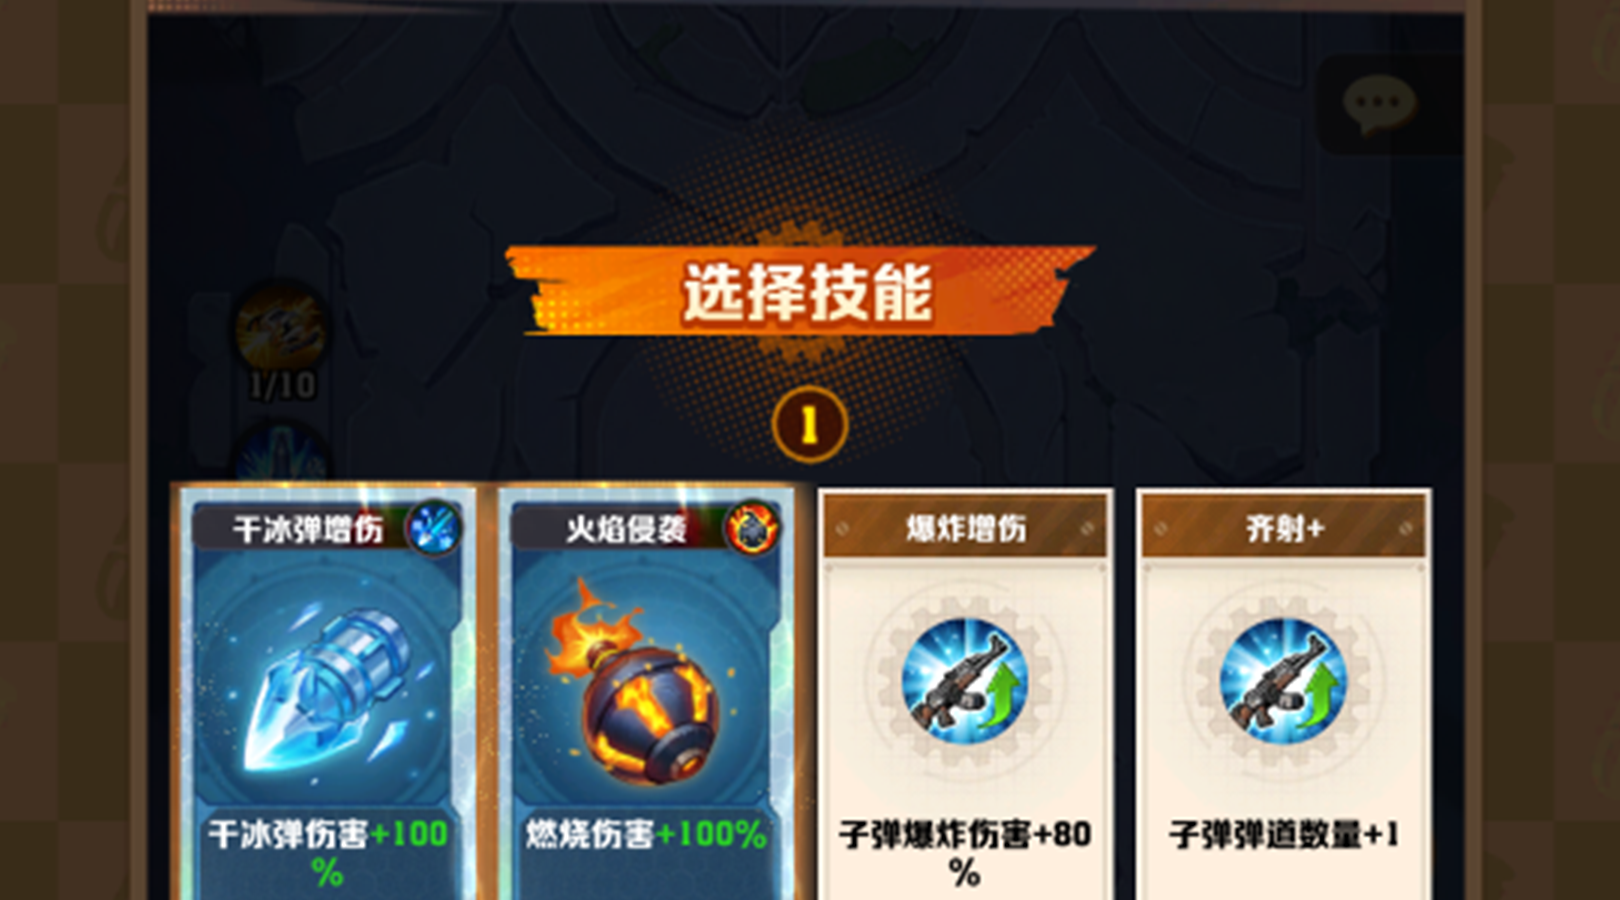 选择技能
1/10
1
干冰弹增伤
火焰侵袭
爆炸增伤
齐射+
干冰弹伤害+100
%
燃烧伤害+100%
子弹爆炸伤害+80
%
子弹弹道数量+1